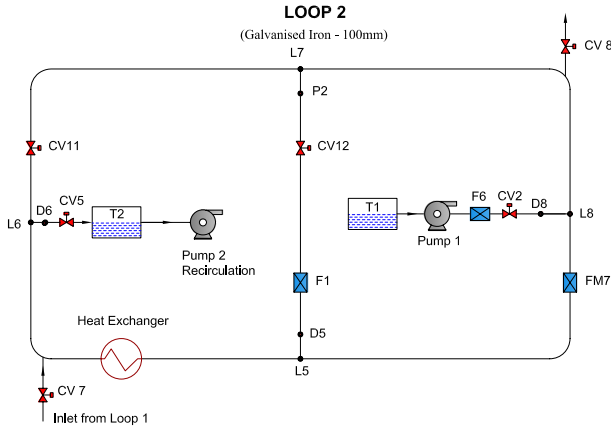 LOOP 2
(Galvanised Iron - 100mm)
L7
CV 8
P2
CV11
CV12
D6
CV5
T2
T1
F6
CV2
D8
L6
L8
Pump 1
Pump 2
Recirculation
F1
FM7
Heat Exchanger
D5
L5
CV 7
Inlet from Loop 1